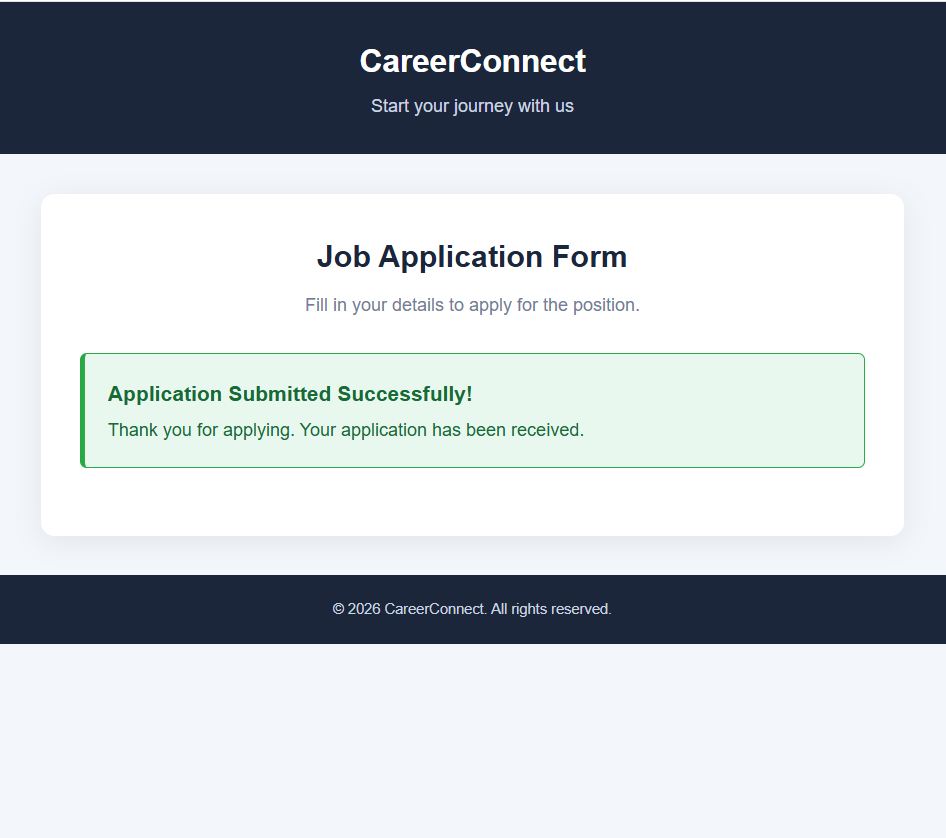 CareerConnect
Start your journey with us
Job Application Form
Fill in your details to apply for the position.
Application Submitted Successfully!
Thank you for applying. Your application has been received.
© 2026 CareerConnect. All rights reserved.